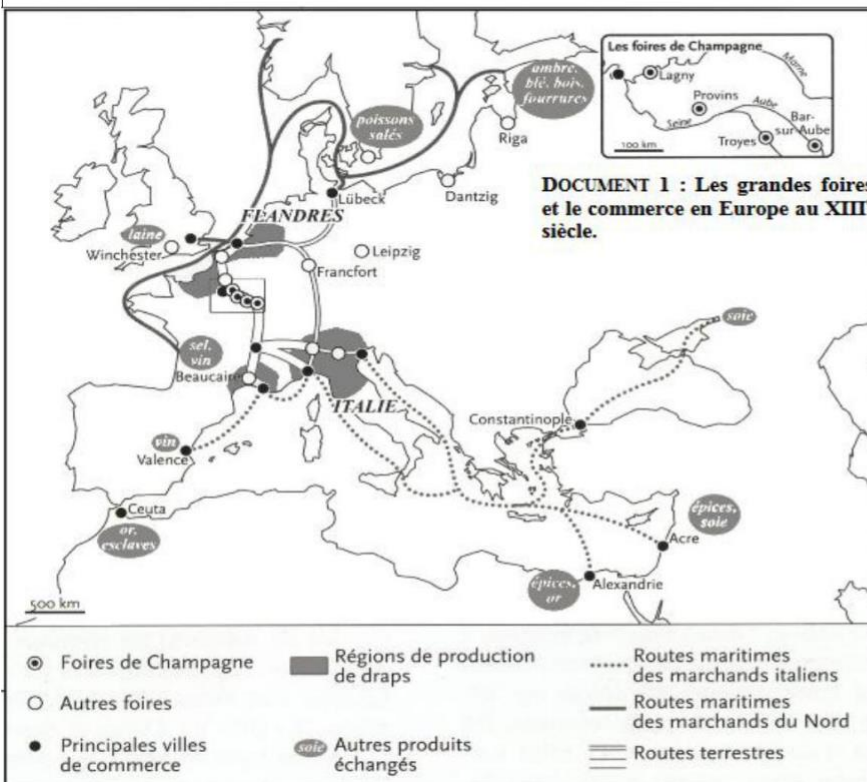 Les foires de Champagne
Marne
Lagny
Provins
Aube
Seine
Bar-
sur-Aube
Troyes
100 km
DOCUMENT 1 : Les grandes foires
et le commerce en Europe au XIII
siècle.
ambre,
blé, bois,
fourrures
poissons
salés
Riga
Lübeck
Dantzig
FLANDRES
laine
Winchester
Leipzig
Francfort
soie
sel,
vin
Beaucaire
ITALIE
Constantinople
vin
Valence
Ceuta
or,
esclaves
épices,
soie
Acre
épices,
or
Alexandrie
500 km
Foires de Champagne
Autres foires
Principales villes
de commerce
Régions de production
de draps
soie
Autres produits
échangés
Routes maritimes
des marchands italiens
Routes maritimes
des marchands du Nord
Routes terrestres